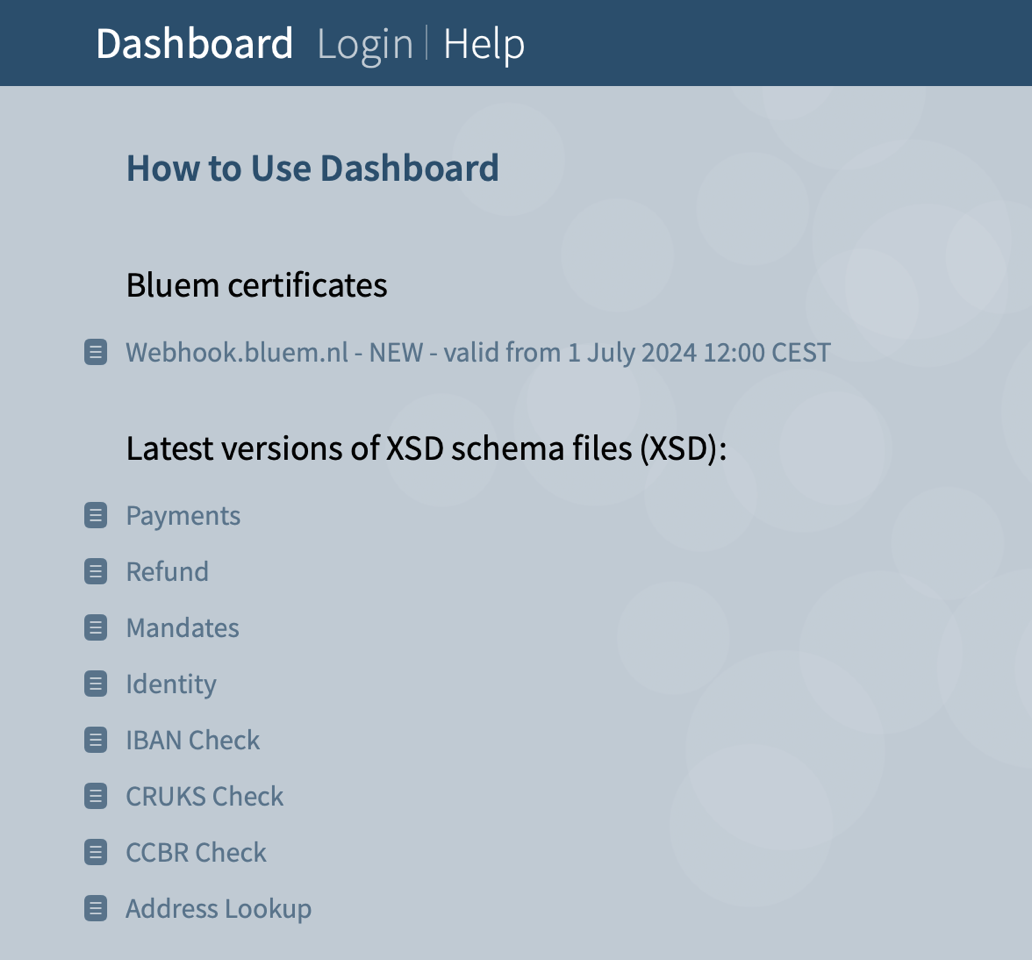 Dashboard Login | Help
How to Use Dashboard
Bluem certificates
Webhook.bluem.nl - NEW - valid from 1 July 2024 12:00 CEST
Latest versions of XSD schema files (XSD):
Payments
Refund
Mandates
Identity
IBAN Check
CRUKS Check
CCBR Check
Address Lookup